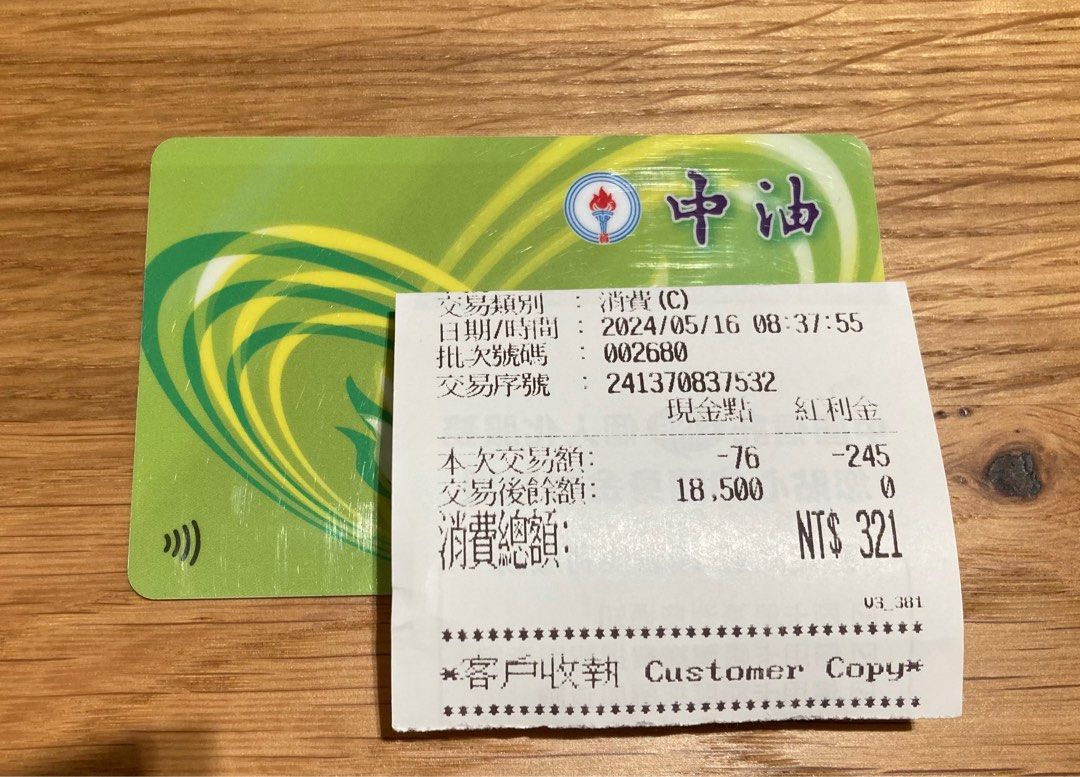 中油
交易類別 : 消費(C)
日期/時間 : 2024/05/16 08:37:55
批次號碼 : 002680
交易序號 : 241370837532
現金點 紅利金
本次交易額: -76 -245
交易後餘額: 18,500 0
消費總額: NT$ 321
V3_381
************************************
*客戶收執 Customer Copy*
************************************